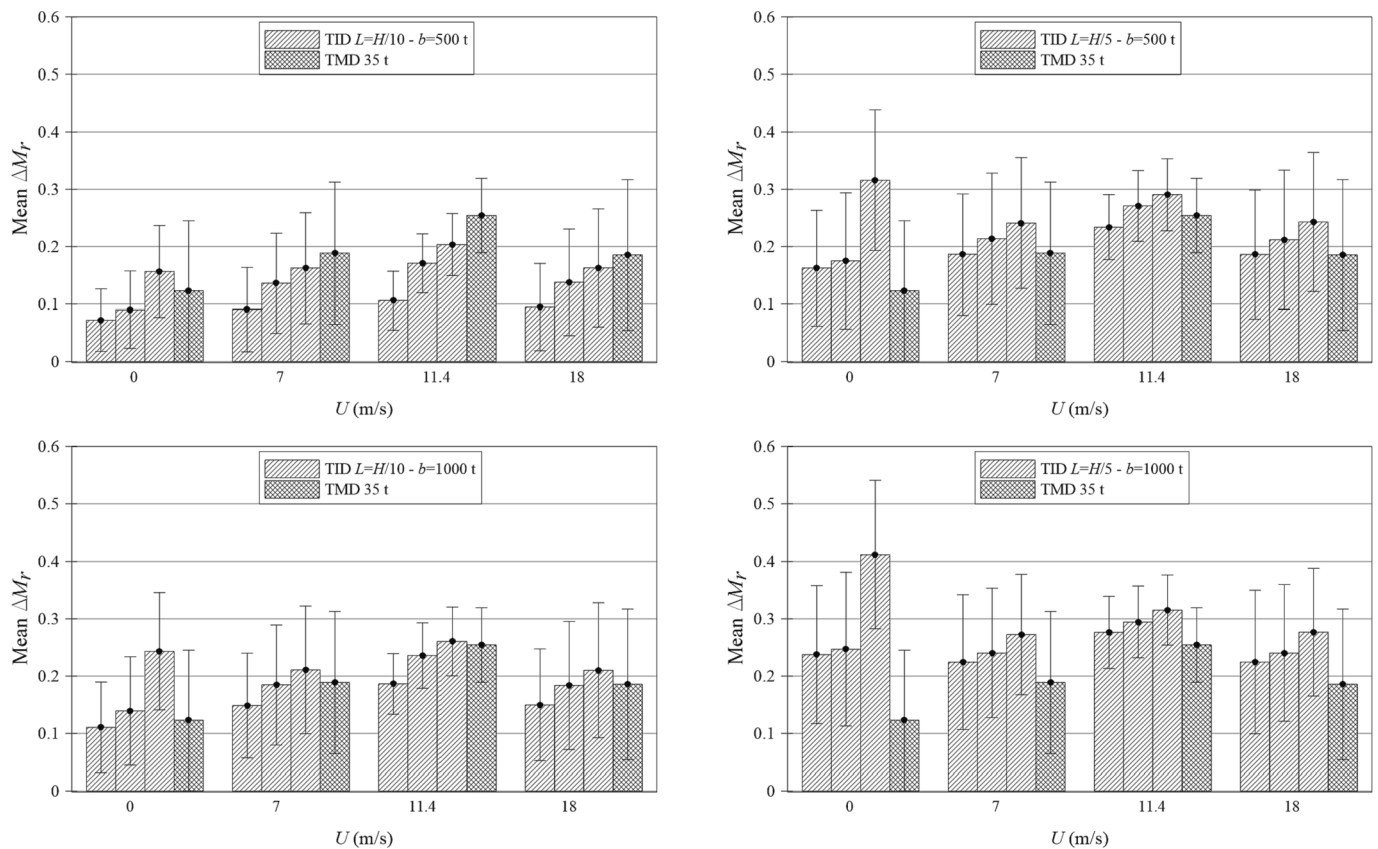 0.6
TID L=H/10 - b=500 t
TMD 35 t
0.5
0.4
0.3
0.2
0.1
0
Mean ΔMr
0 7 11.4 18
U (m/s)
0.6
TID L=H/5 - b=500 t
TMD 35 t
0.5
0.4
0.3
0.2
0.1
0
Mean ΔMr
0 7 11.4 18
U (m/s)
0.6
TID L=H/10 - b=1000 t
TMD 35 t
0.5
0.4
0.3
0.2
0.1
0
Mean ΔMr
0 7 11.4 18
U (m/s)
0.6
TID L=H/5 - b=1000 t
TMD 35 t
0.5
0.4
0.3
0.2
0.1
0
Mean ΔMr
0 7 11.4 18
U (m/s)